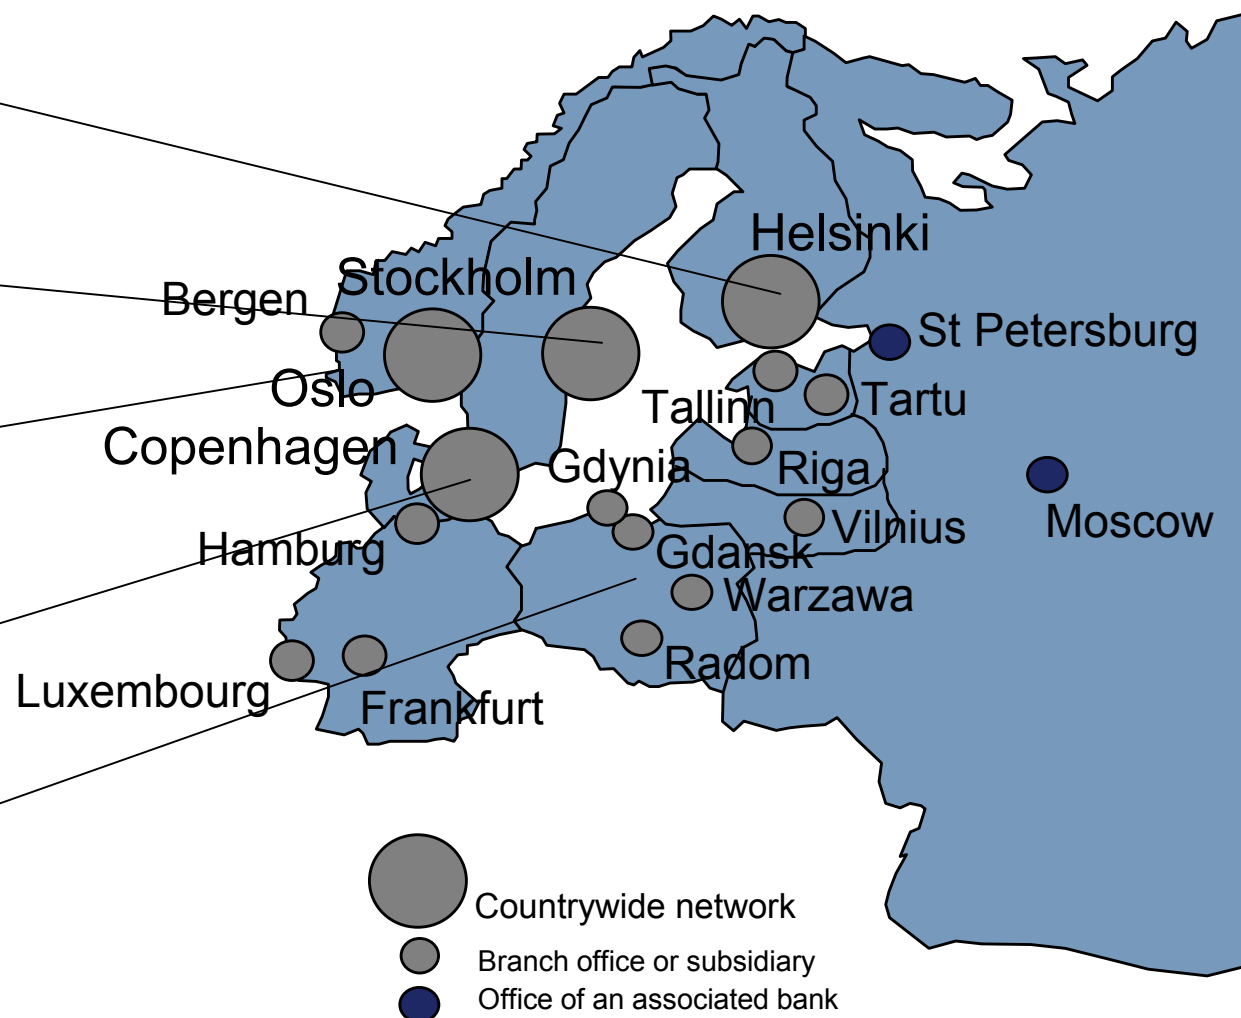 Helsinki
Stockholm
Bergen
St Petersburg
Oslo
Tallinn
Tartu
Copenhagen
Gdynia
Riga
Moscow
Vilnius
Hamburg
Gdansk
Warzawa
Radom
Luxembourg
Frankfurt
Countrywide network
Branch office or subsidiary
Office of an associated bank